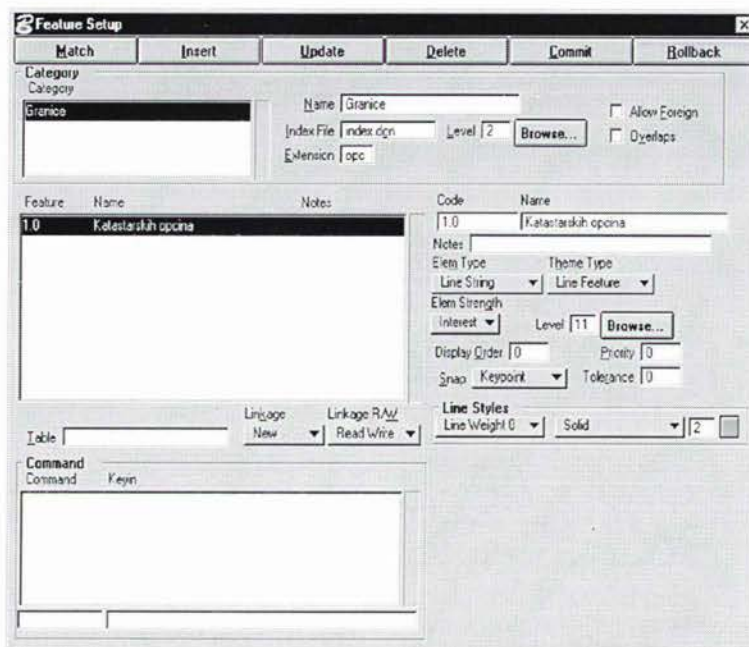 Feature Setup
Match Insert Update Delete Commit Rollback
Category
Category
Granice
Name Granice
Index File index.dgn Level 2 Browse...
Extension opc
Allow Foreign
Overlaps
Feature Name Notes
1.0 Katastarskih opcina
Code Name
1.0 Katastarskih opcina
Notes
Elem Type Theme Type
Line String Line Feature
Elem Strength
Interest Level 11 Browse...
Display Order 0 Priority 0
Snap Keypoint Tolerance 0
Linkage Linkage R/W
Table New Read Write
Line Styles
Line Weight 0 Solid 2
Command
Command Keyin